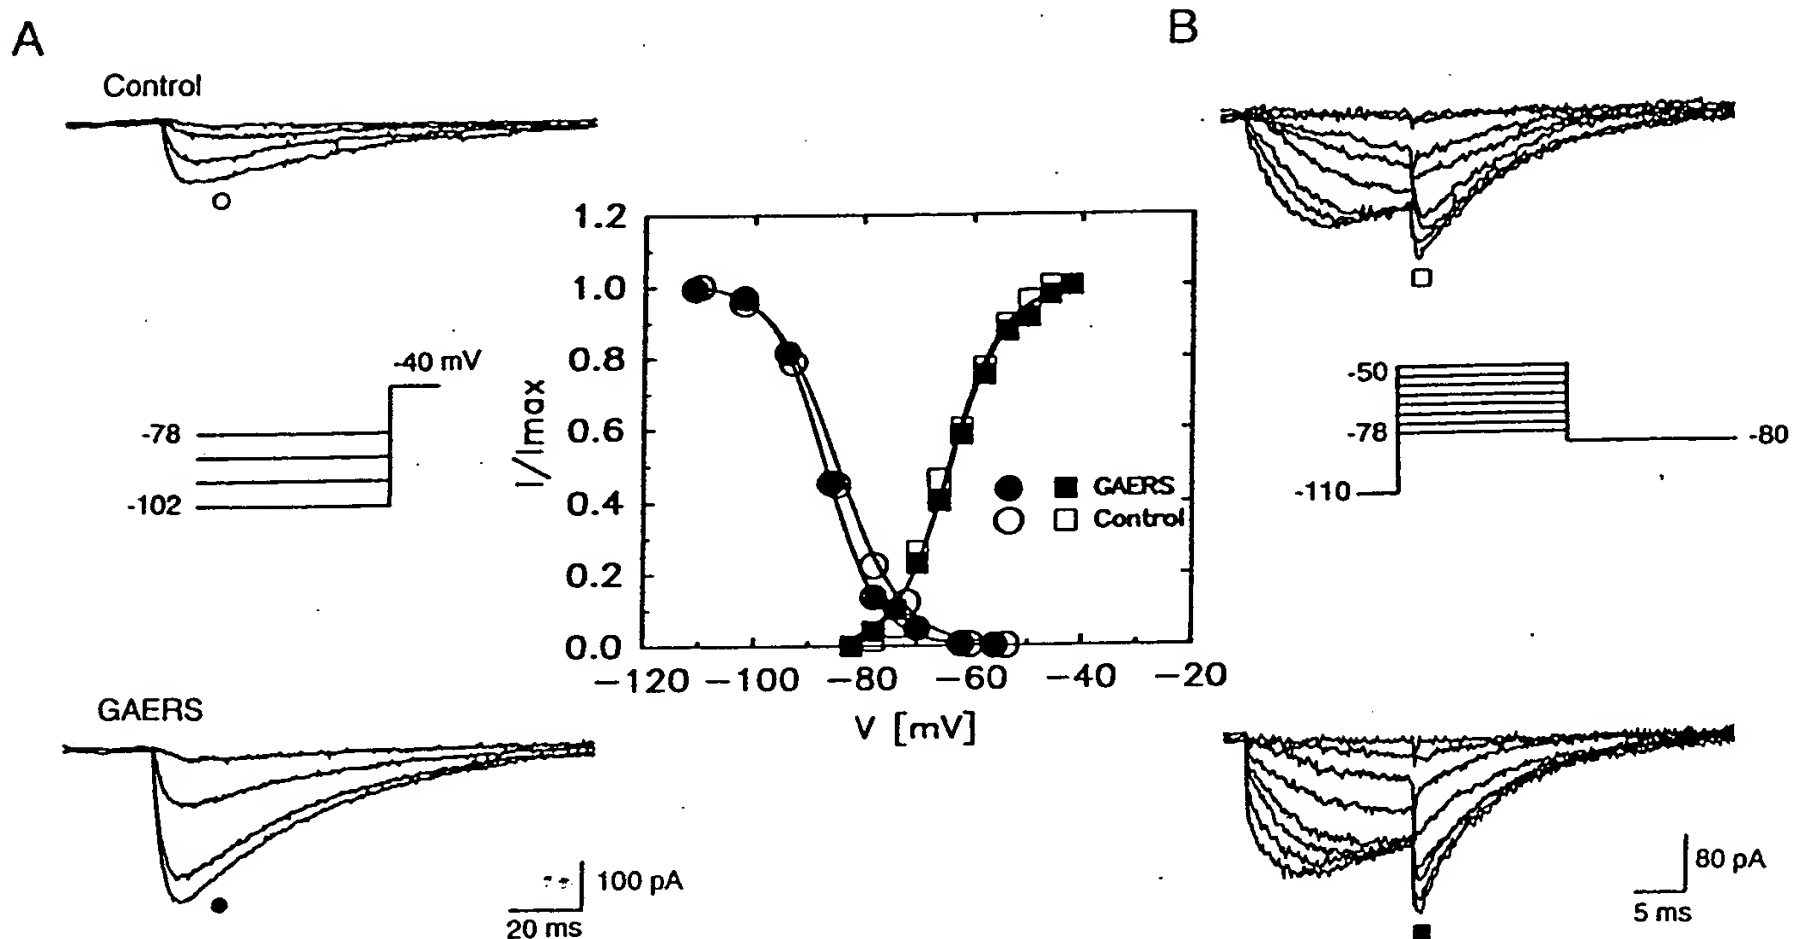 A
B
Control
1.2
1.0
0.8
0.6
0.4
0.2
0.0
I/Imax
-120 -100 -80 -60 -40 -20
V [mV]
GAERS
Control
-40 mV
-78
-102
-50
-78
-110
-80
GAERS
100 pA
20 ms
80 pA
5 ms